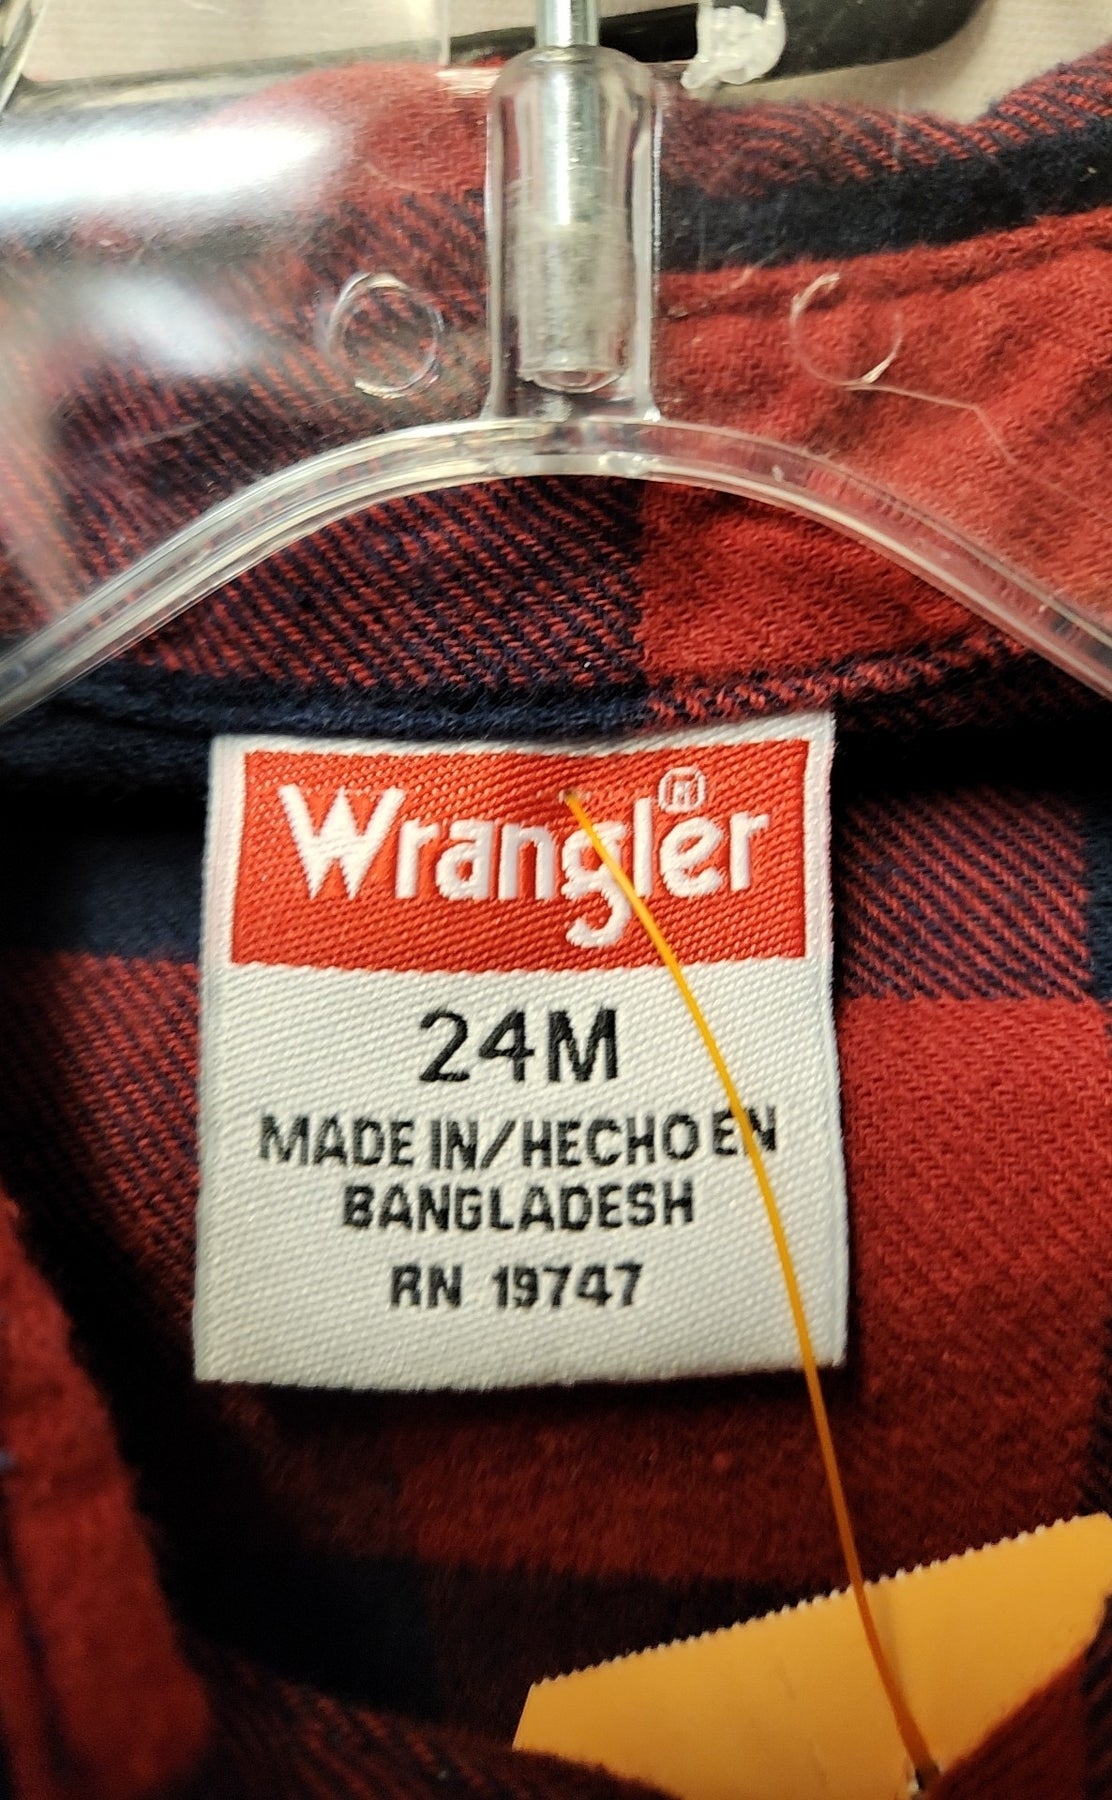 Wrangler®
24M
MADE IN/HECHO EN
BANGLADESH
RN 19747